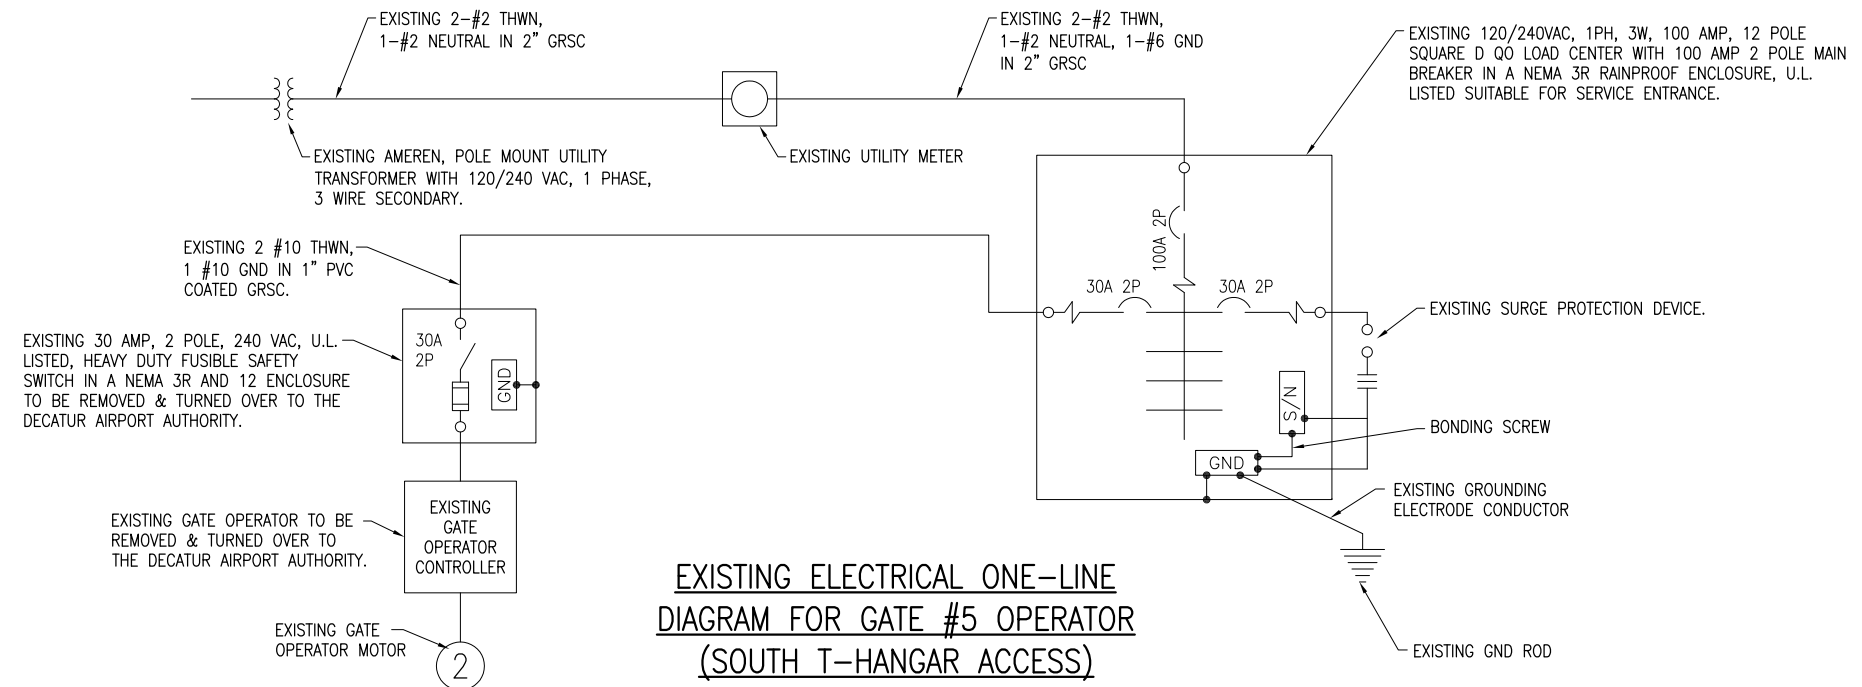 EXISTING 2-#2 THWN,
1-#2 NEUTRAL IN 2" GRSC
EXISTING 2-#2 THWN,
1-#2 NEUTRAL, 1-#6 GND
IN 2" GRSC
EXISTING 120/240VAC, 1PH, 3W, 100 AMP, 12 POLE
SQUARE D QO LOAD CENTER WITH 100 AMP 2 POLE MAIN
BREAKER IN A NEMA 3R RAINPROOF ENCLOSURE, U.L.
LISTED SUITABLE FOR SERVICE ENTRANCE.
EXISTING AMEREN, POLE MOUNT UTILITY
TRANSFORMER WITH 120/240 VAC, 1 PHASE,
3 WIRE SECONDARY.
EXISTING UTILITY METER
EXISTING 2 #10 THWN,
1 #10 GND IN 1" PVC
COATED GRSC.
100A 2P
30A 2P
30A 2P
EXISTING SURGE PROTECTION DEVICE.
EXISTING 30 AMP, 2 POLE, 240 VAC, U.L.
LISTED, HEAVY DUTY FUSIBLE SAFETY
SWITCH IN A NEMA 3R AND 12 ENCLOSURE
TO BE REMOVED & TURNED OVER TO THE
DECATUR AIRPORT AUTHORITY.
30A
2P
GND
S/N
BONDING SCREW
GND
EXISTING GROUNDING
ELECTRODE CONDUCTOR
EXISTING GATE OPERATOR TO BE
REMOVED & TURNED OVER TO
THE DECATUR AIRPORT AUTHORITY.
EXISTING
GATE
OPERATOR
CONTROLLER
EXISTING GATE
OPERATOR MOTOR
2
EXISTING ELECTRICAL ONE-LINE
DIAGRAM FOR GATE #5 OPERATOR
(SOUTH T-HANGAR ACCESS)
EXISTING GND ROD